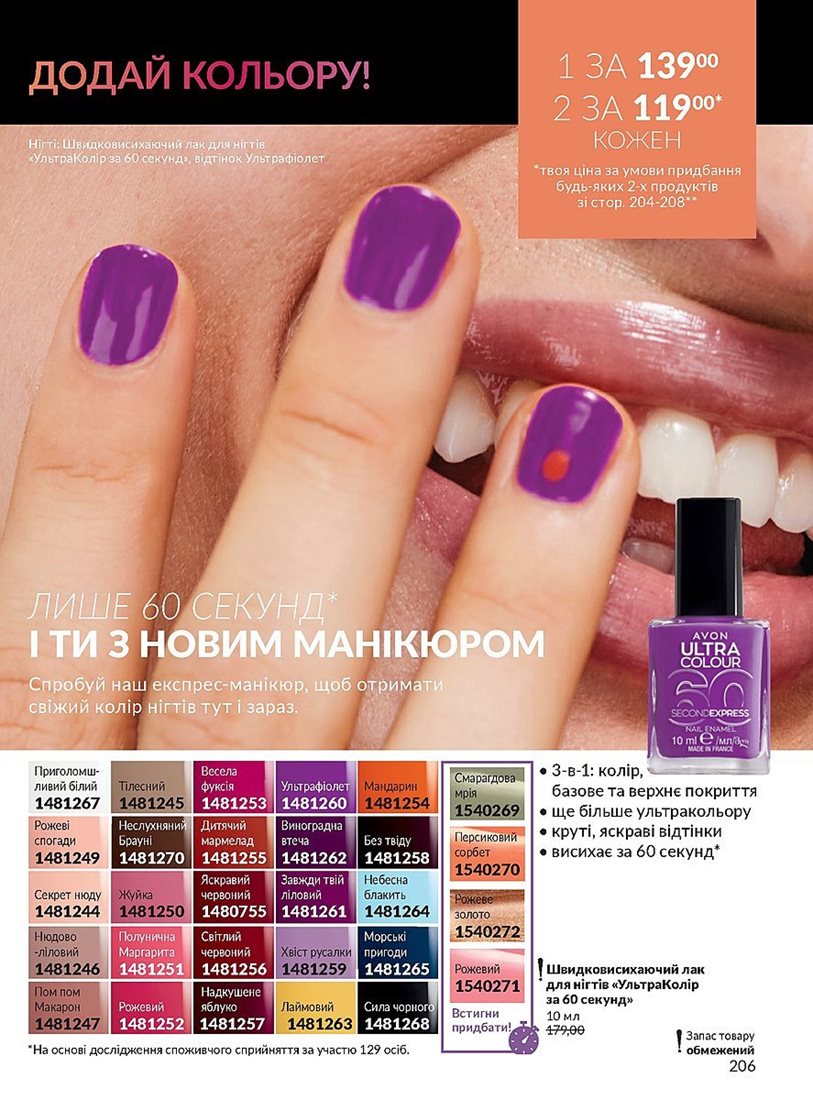 ДОДАЙ КОЛЬОРУ!
1 ЗА 139⁰⁰
2 ЗА 119⁰⁰*
КОЖЕН
*твоя ціна за умови придбання
будь-яких 2-х продуктів
зі стор. 204-208**
Нігті: Швидковисихаючий лак для нігтів
«УльтраКолір за 60 секунд», відтінок Ультрафіолет
ЛИШЕ 60 СЕКУНД*
І ТИ З НОВИМ МАНІКЮРОМ
Спробуй наш експрес-манікюр, щоб отримати
свіжий колір нігтів тут і зараз.
AVON
ULTRA
COLOUR
60
SECONDEXPRESS
NAIL ENAMEL
10 ml e /мл/
MADE IN FRANCE
Приголомш-
ливий білий
1481267
Тілесний
1481245
Весела
фуксія
1481253
Ультрафіолет
1481260
Мандарин
1481254
Рожеві
спогади
1481249
Неслухняний
Брауні
1481270
Дитячий
мармелад
1481255
Виноградна
втеча
1481262
Без твіду
1481258
Секрет нюду
1481244
Жуйка
1481250
Яскравий
червоний
1480755
Завжди твій
ліловий
1481261
Небесна
блакить
1481264
Нюдово
-ліловий
1481246
Полунична
Маргарита
1481251
Світлий
червоний
1481256
Хвіст русалки
1481259
Морські
пригоди
1481265
Пом пом
Макарон
1481247
Рожевий
1481252
Надкушене
яблуко
1481257
Лаймовий
1481263
Сила чорного
1481268
Смарагдова
мрія
1540269
Персиковий
сорбет
1540270
Рожеве
золото
1540272
Рожевий
1540271
Встигни
придбати!
• 3-в-1: колір,
базове та верхнє покриття
• ще більше ультракольору
• круті, яскраві відтінки
• висихає за 60 секунд*
Швидковисихаючий лак
для нігтів «УльтраКолір
за 60 секунд»
10 мл
179,00
*На основі дослідження споживчого сприйняття за участю 129 осіб.
Запас товару
обмежений
206